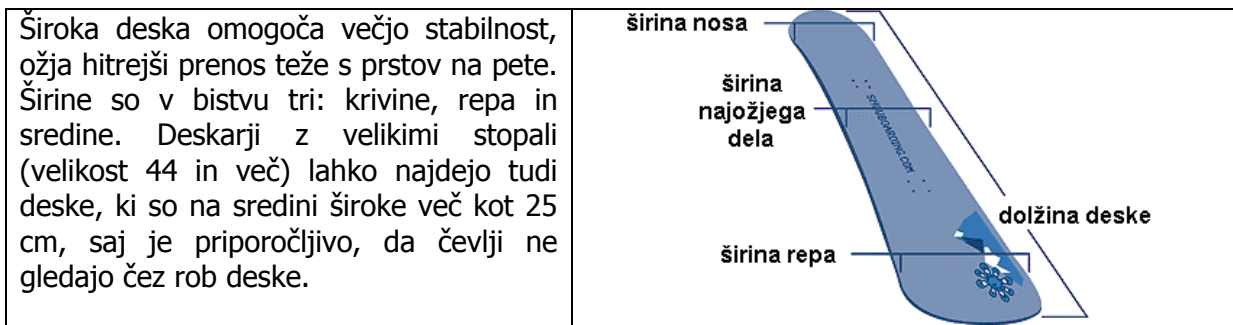 Široka deska omogoča večjo stabilnost,
ožja hitrejši prenos teže s prstov na pete.
Širine so v bistvu tri: krivine, repa in
sredine. Deskarji z velikimi stopali
(velikost 44 in več) lahko najdejo tudi
deske, ki so na sredini široke več kot 25
cm, saj je priporočljivo, da čevlji ne
gledajo čez rob deske.
širina nosa
širina
najožjega
dela
SNOWBOARDING.COM
dolžina deske
širina repa